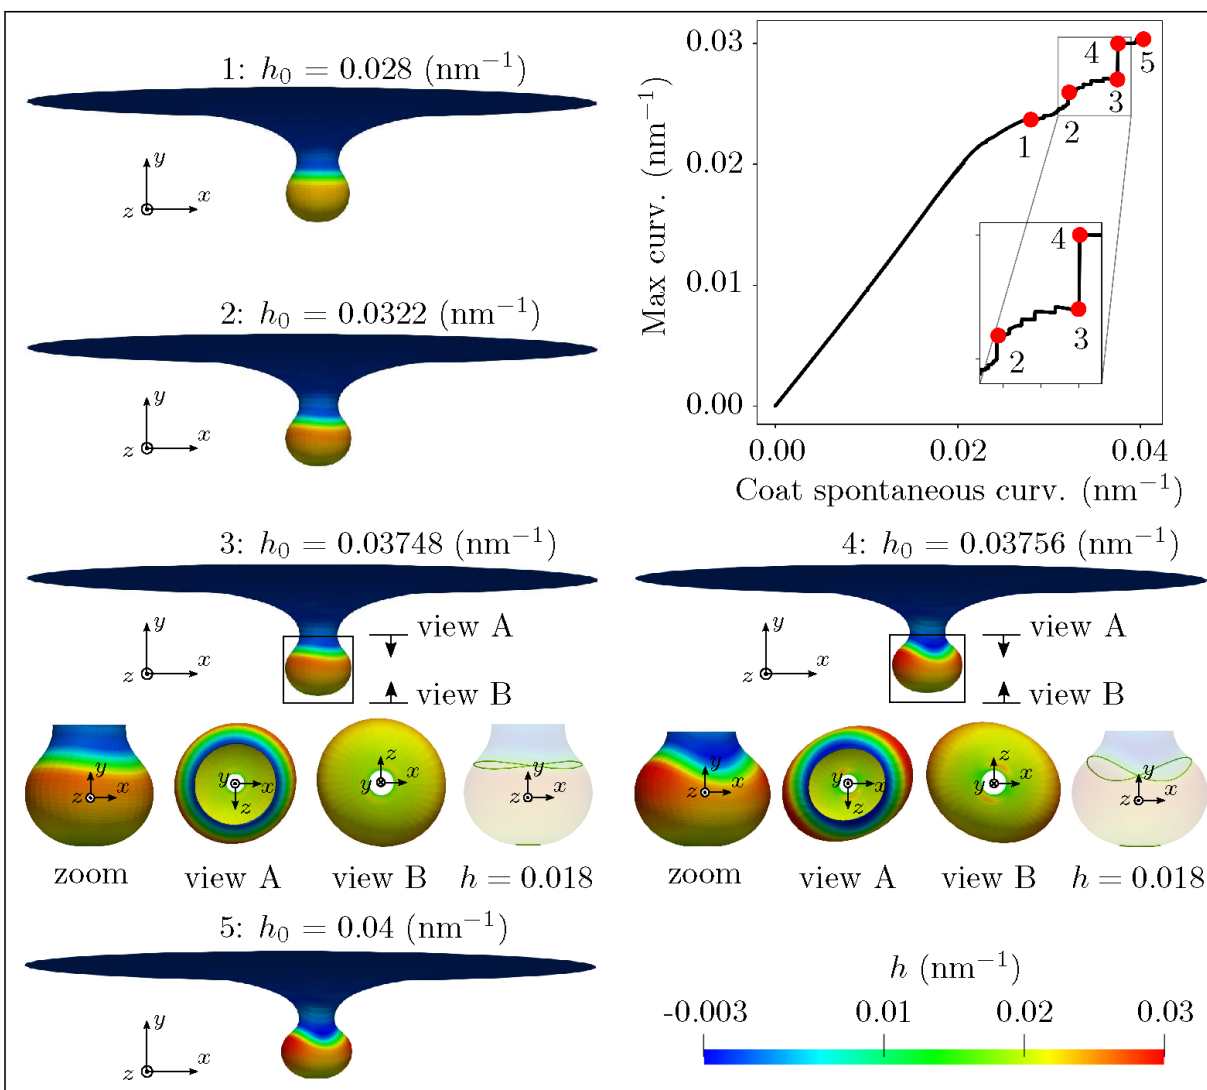 1: h₀ = 0.028 (nm⁻¹)
y
x
z
2: h₀ = 0.0322 (nm⁻¹)
y
x
z
Max curv. (nm⁻¹)
0.03
0.02
0.01
0.00
0.00
0.02
0.04
Coat spontaneous curv. (nm⁻¹)
1
2
3
4
5
4
2
3
3: h₀ = 0.03748 (nm⁻¹)
y
x
z
view A
view B
y
z
x
y
x
z
z
y
x
y
z
x
zoom
view A
view B
h = 0.018
4: h₀ = 0.03756 (nm⁻¹)
y
x
z
view A
view B
y
z
x
y
x
z
z
y
x
y
z
x
zoom
view A
view B
h = 0.018
5: h₀ = 0.04 (nm⁻¹)
y
x
z
h (nm⁻¹)
-0.003
0.01
0.02
0.03